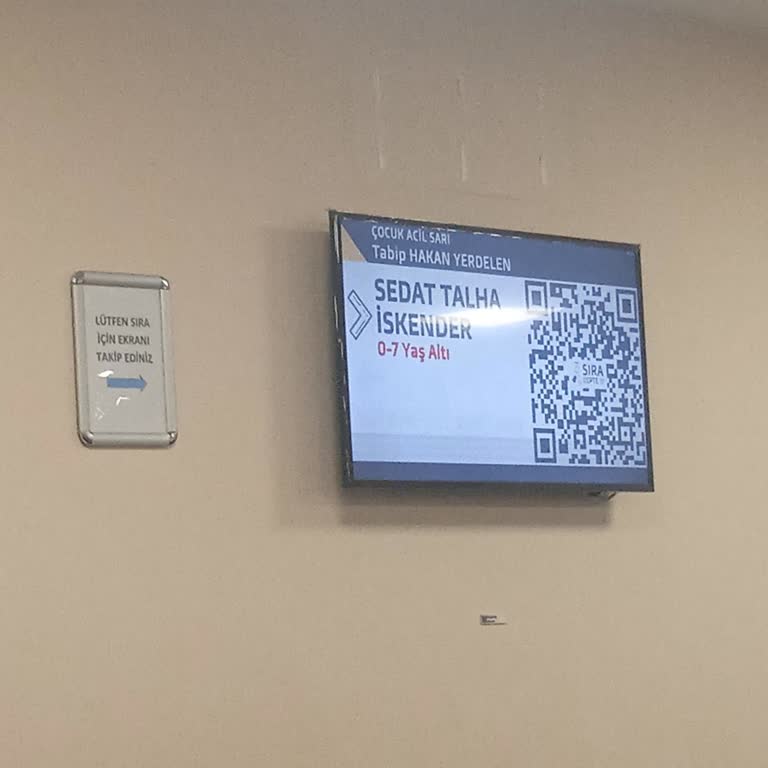 LÜTFEN SIRA
İÇİN EKRANI
TAKİP EDİNİZ
ÇOCUK ACİL SARI
Tabip HAKAN YERDELEN
SEDAT TALHA
İSKENDER
0-7 Yaş Altı
SIRA